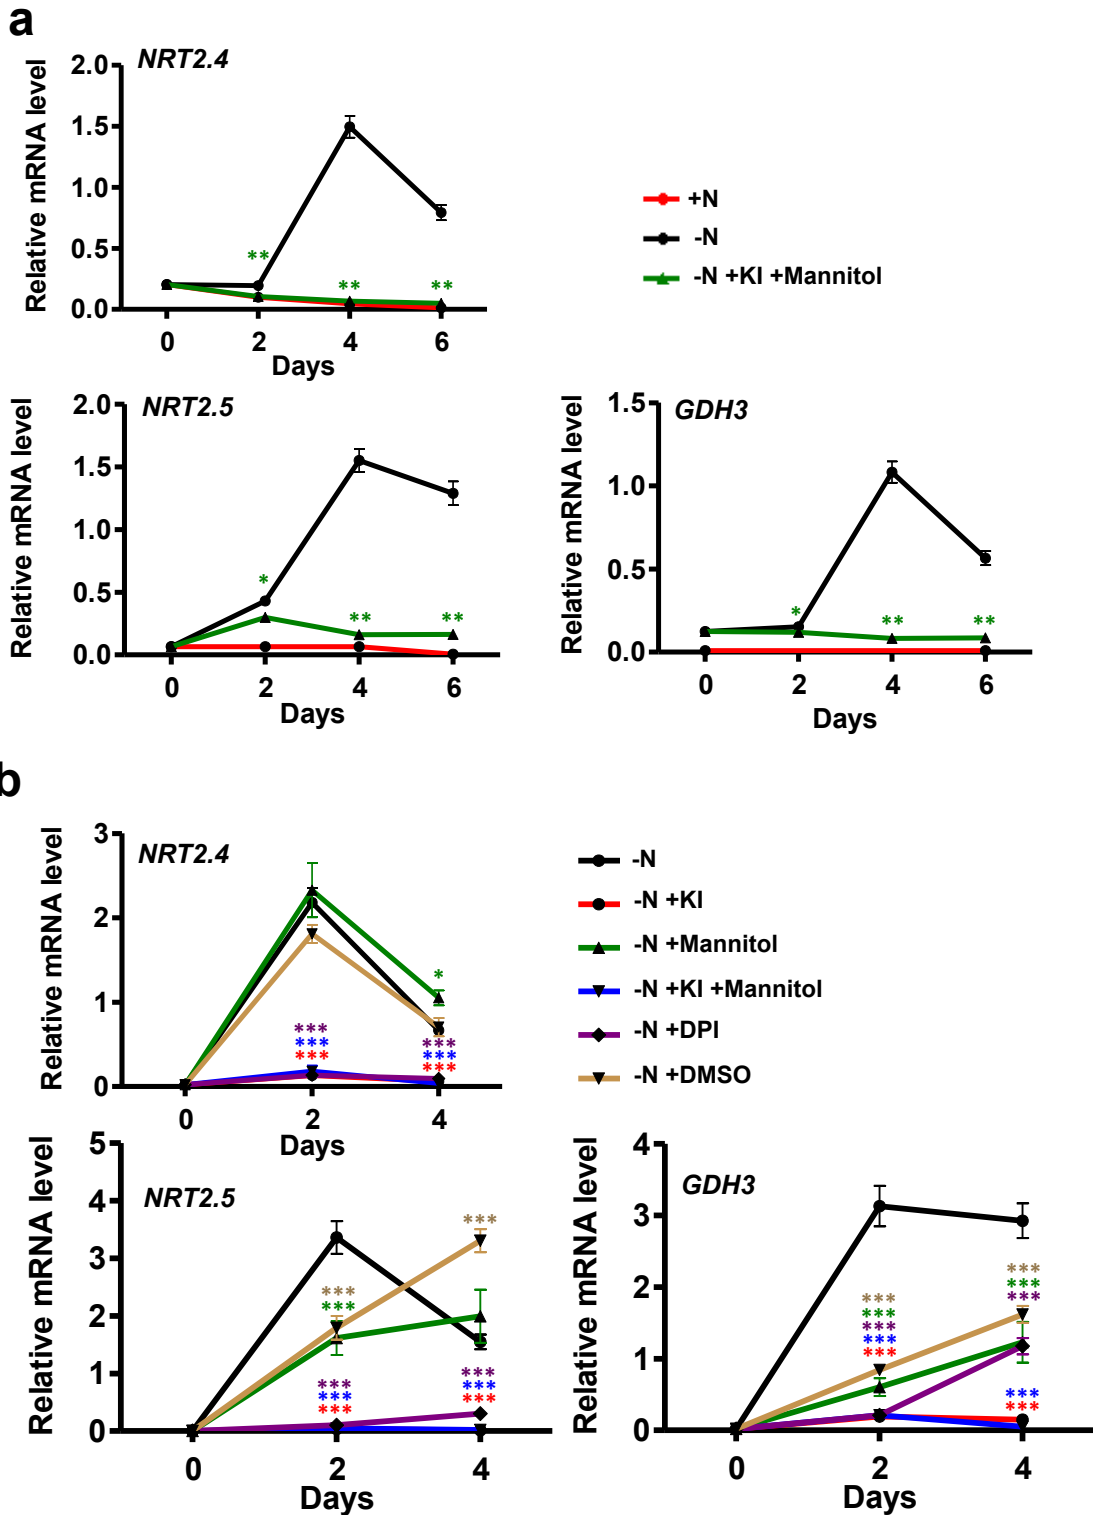 a
NRT2.4
Relative mRNA level
2.0
1.5
1.0
0.5
0.0
**
**
**
0
2
4
6
Days
+N
-N
-N +KI +Mannitol
NRT2.5
Relative mRNA level
2.0
1.5
1.0
0.5
0.0
*
**
**
0
2
4
6
Days
GDH3
Relative mRNA level
1.5
1.0
0.5
0.0
*
**
**
0
2
4
6
Days
b
NRT2.4
Relative mRNA level
3
2
1
0
***
***
***
*
***
***
***
0
2
4
Days
-N
-N +KI
-N +Mannitol
-N +KI +Mannitol
-N +DPI
-N +DMSO
NRT2.5
Relative mRNA level
5
4
3
2
1
0
***
***
***
***
***
***
***
***
***
0
2
4
Days
GDH3
Relative mRNA level
4
3
2
1
0
***
***
***
***
***
***
***
***
***
***
0
2
4
Days